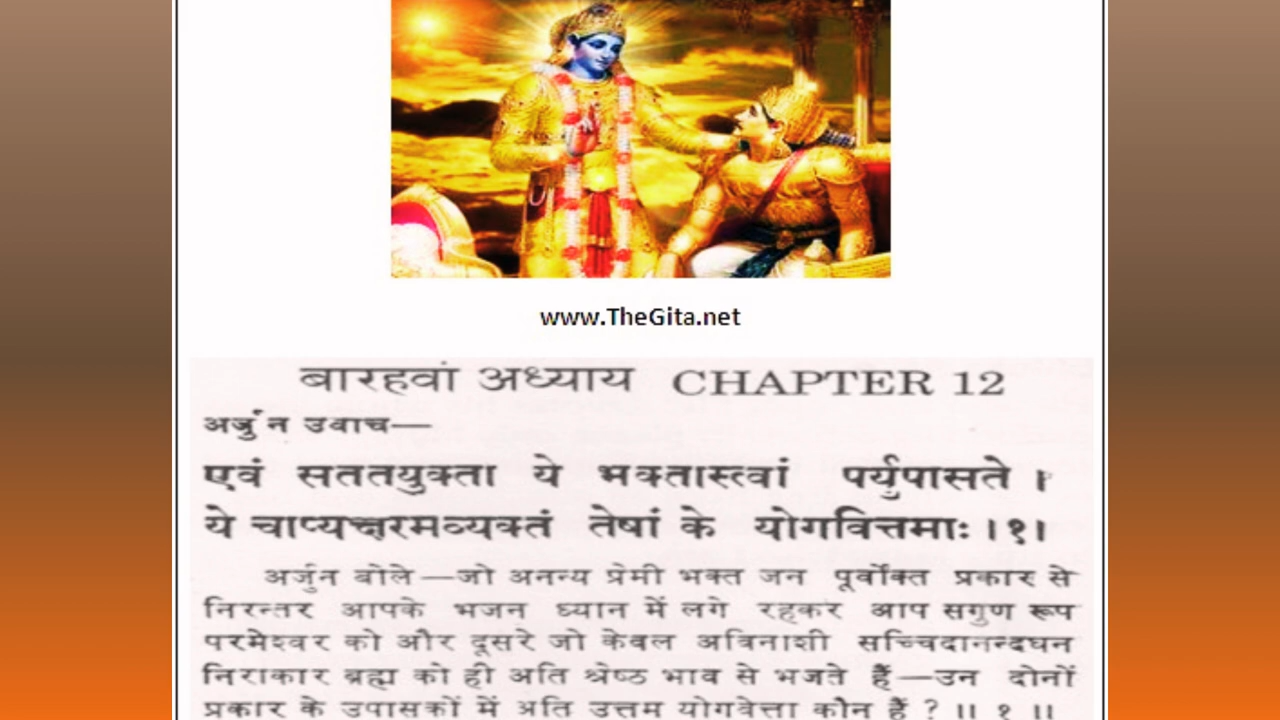 www.TheGita.net
बारहवां अध्याय CHAPTER 12
अर्जुन उवाच—
एवं सततयुक्ता ये भक्तास्त्वां पर्युपासते ।
ये चाप्यक्षरमव्यक्तं तेषां के योगवित्तमाः ।१।
अर्जुन बोले—जो अनन्य प्रेमी भक्त जन पूर्वोक्त प्रकार से
निरन्तर आपके भजन ध्यान में लगे रहकर आप सगुण रूप
परमेश्वर को और दूसरे जो केवल अविनाशी सच्चिदानन्दघन
निराकार ब्रह्म को ही अति श्रेष्ठ भाव से भजते हैं—उन दोनों
प्रकार के उपासकों में अति उत्तम योगवेत्ता कौन हैं ? ॥ १ ॥